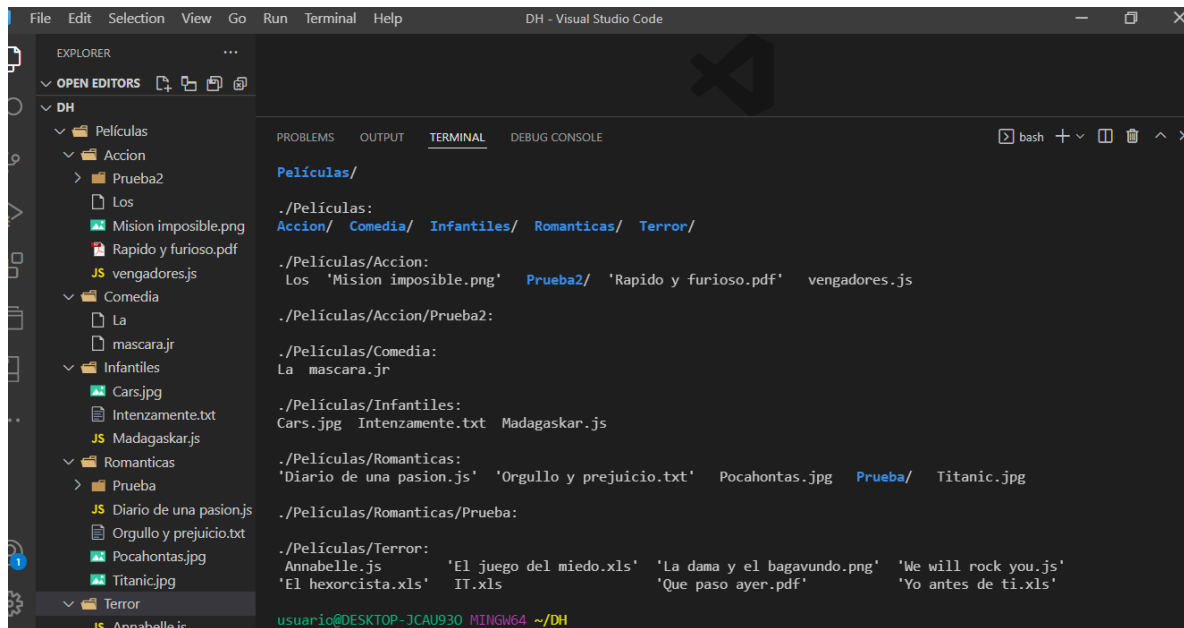 File Edit Selection View Go Run Terminal Help DH - Visual Studio Code
EXPLORER
OPEN EDITORS
DH
Películas
Accion
Prueba2
Los
Mision imposible.png
Rapido y furioso.pdf
JS vengadores.js
Comedia
La
mascara.jr
Infantiles
Cars.jpg
Intenzamente.txt
JS Madagaskar.js
Romanticas
Prueba
JS Diario de una pasion.js
Orgullo y prejuicio.txt
Pocahontas.jpg
Titanic.jpg
Terror
JS Annabelle.js
1
PROBLEMS OUTPUT TERMINAL DEBUG CONSOLE bash
Películas/
./Películas:
Accion/ Comedia/ Infantiles/ Romanticas/ Terror/
./Películas/Accion:
Los 'Mision imposible.png' Prueba2/ 'Rapido y furioso.pdf' vengadores.js
./Películas/Accion/Prueba2:
./Películas/Comedia:
La mascara.jr
./Películas/Infantiles:
Cars.jpg Intenzamente.txt Madagaskar.js
./Películas/Romanticas:
'Diario de una pasion.js' 'Orgullo y prejuicio.txt' Pocahontas.jpg Prueba/ Titanic.jpg
./Películas/Romanticas/Prueba:
./Películas/Terror:
Annabelle.js 'El juego del miedo.xls' 'La dama y el bagavundo.png' 'We will rock you.js'
'El hexorcista.xls' IT.xls 'Que paso ayer.pdf' 'Yo antes de ti.xls'
usuario@DESKTOP-JCAU93O MINGW64 ~/DH